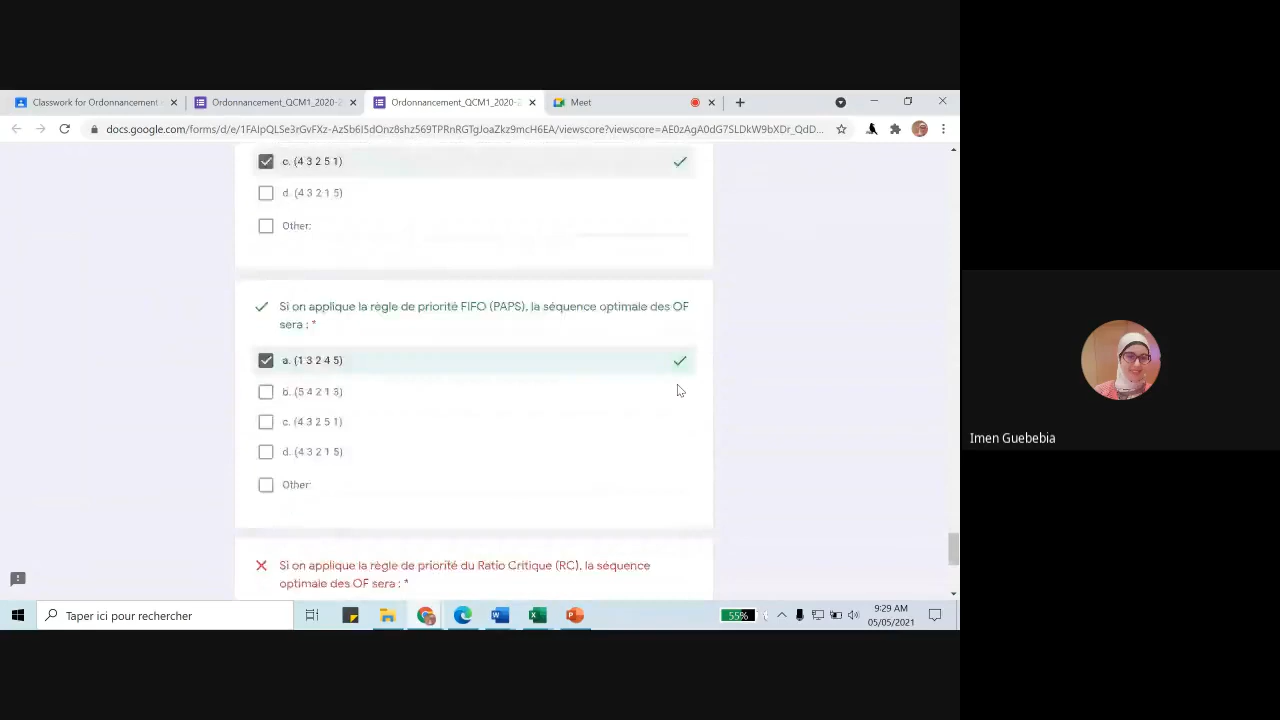 Classwork for Ordonnancement
Ordonnancement_QCM1_2020-2
Ordonnancement_QCM1_2020-2
Meet
docs.google.com/forms/d/e/
c. (4 3 2 5 1)
d. (4 3 2 1 5)
Other:
Si on applique la règle de priorité FIFO (PAPS), la séquence optimale des OF
sera : *
a. (1 3 2 4 5)
b. (5 4 2 1 3)
c. (4 3 2 5 1)
d. (4 3 2 1 5)
Other:
Si on applique la règle de priorité du Ratio Critique (RC), la séquence
optimale des OF sera : *
Imen Guebebia
Taper ici pour rechercher
55%
9:29 AM
05/05/2021